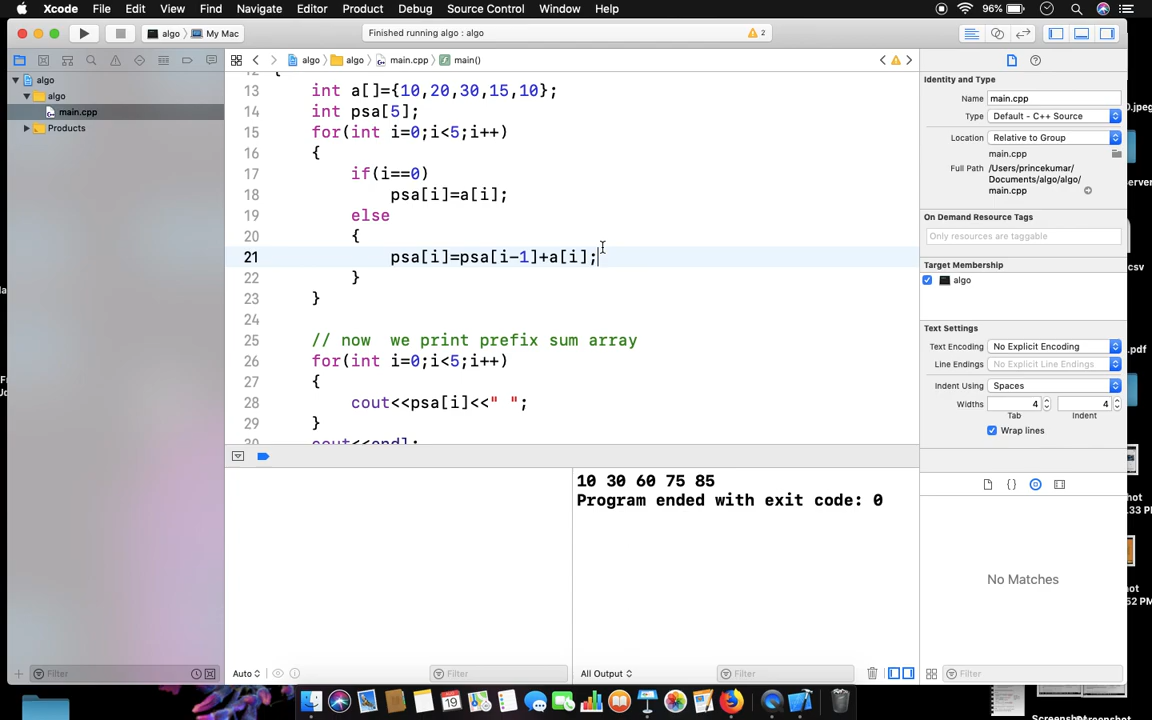 Xcode File Edit View Find Navigate Editor Product Debug Source Control Window Help 96%
algo My Mac Finished running algo : algo 2
algo algo main.cpp main()
algo
algo
main.cpp
Products
13 int a[]={10,20,30,15,10};
14 int psa[5];
15 for(int i=0;i<5;i++)
16 {
17 if(i==0)
18 psa[i]=a[i];
19 else
20 {
21 psa[i]=psa[i-1]+a[i];
22 }
23 }
24
25 // now we print prefix sum array
26 for(int i=0;i<5;i++)
27 {
28 cout<<psa[i]<<" ";
29 }
10 30 60 75 85
Program ended with exit code: 0
Auto Filter All Output Filter
Filter
Identity and Type
Name main.cpp
Type Default - C++ Source
Location Relative to Group
main.cpp
Full Path /Users/princekumar/
Documents/algo/algo/
main.cpp
On Demand Resource Tags
Only resources are taggable
Target Membership
algo
Text Settings
Text Encoding No Explicit Encoding
Line Endings No Explicit Line Endings
Indent Using Spaces
Widths 4 4
Tab Indent
Wrap lines
No Matches
Filter